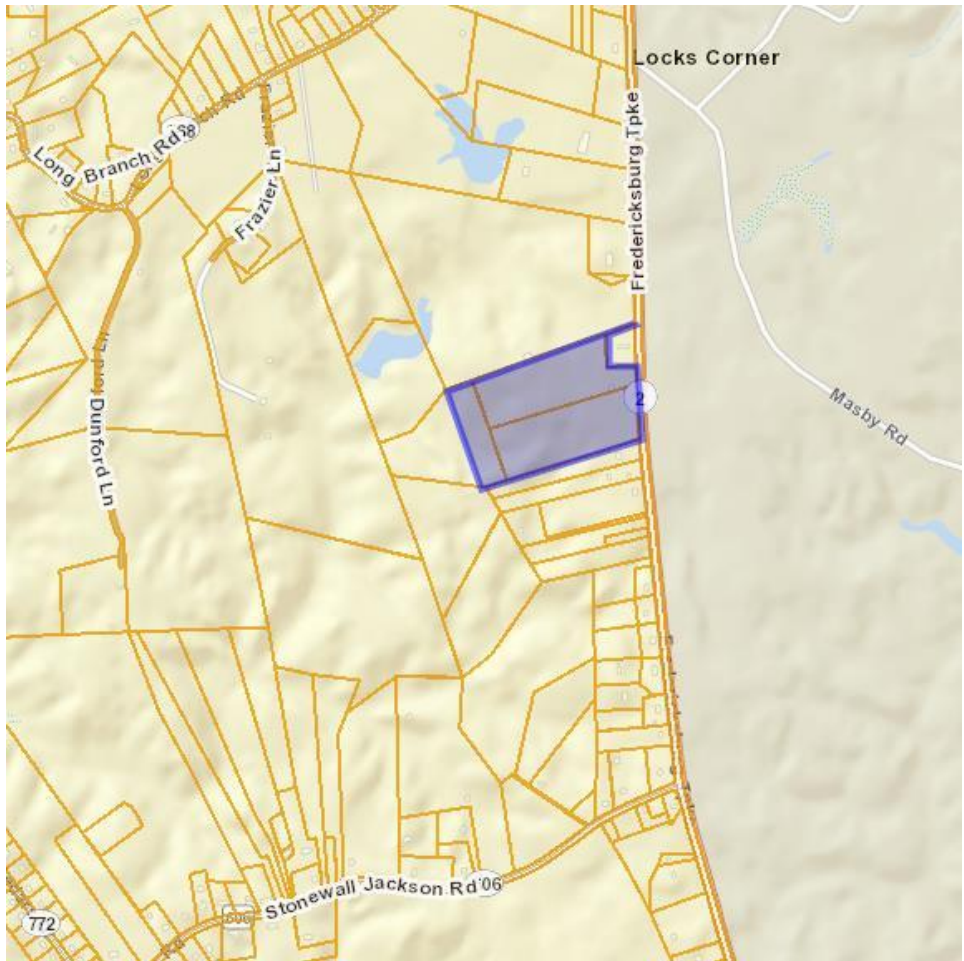 Locks Corner
Fredericksburg Tpke
Long Branch Rd
Frazier Ln
2
Masby Rd
Dunford Ln
Stonewall Jackson Rd
606
772